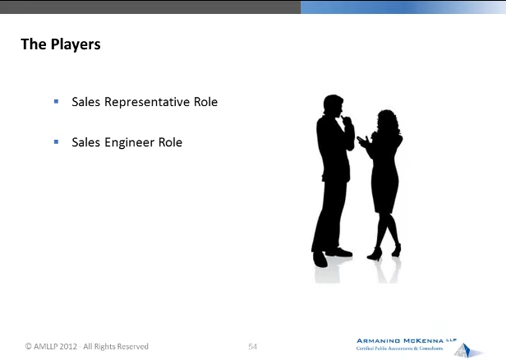 The Players
Sales Representative Role
Sales Engineer Role
© AMLLP 2012 - All Rights Reserved
54
ARMANINO MCKENNA LLP
Certified Public Accountants & Consultants